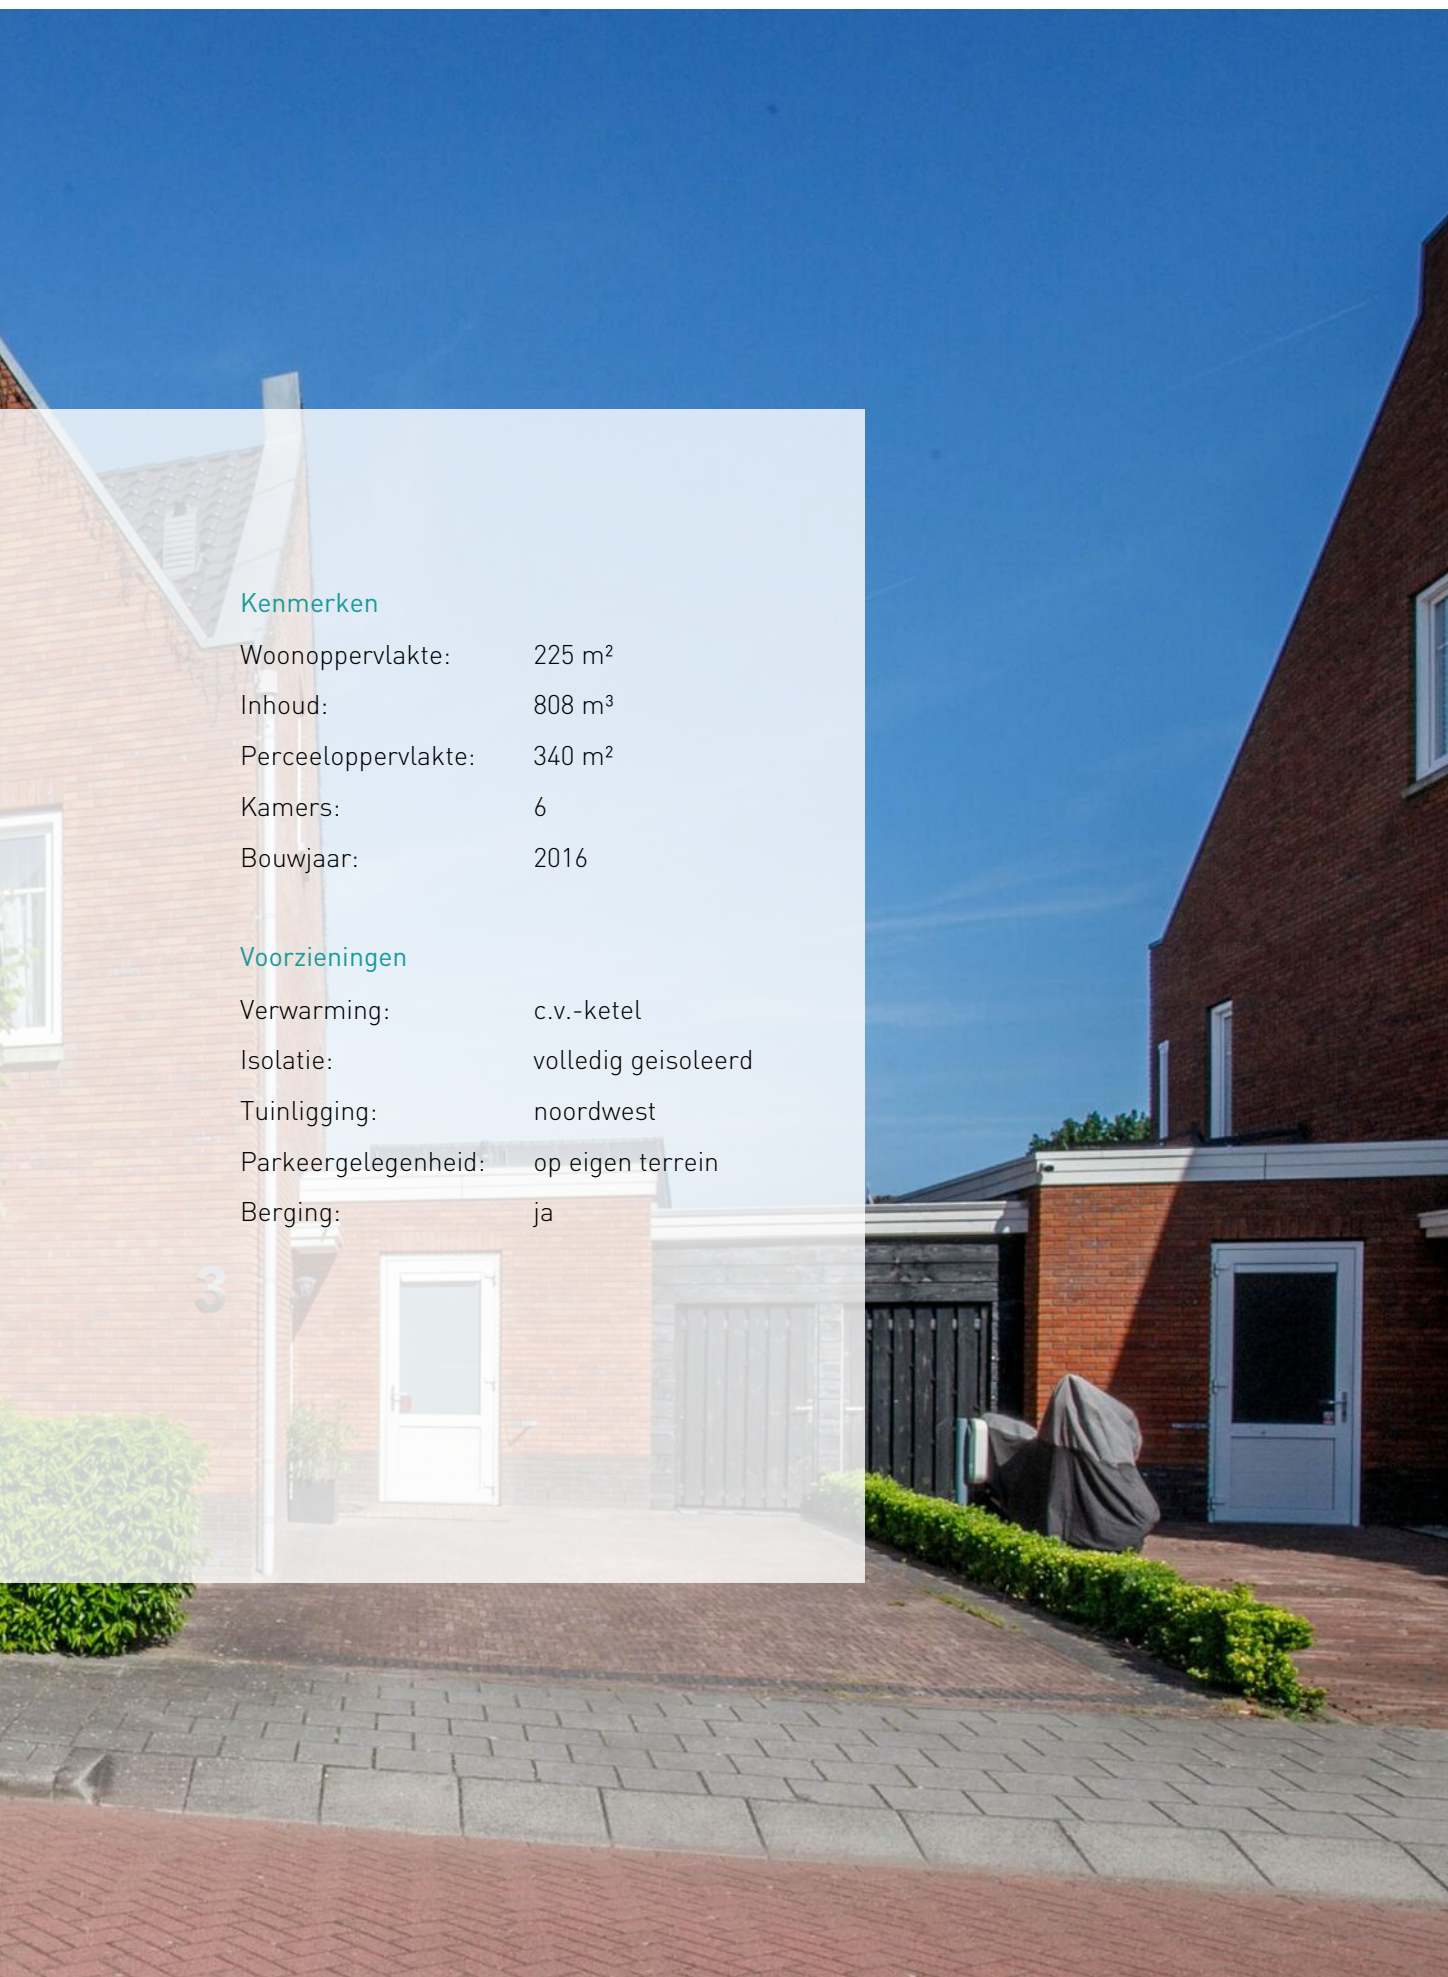 Kenmerken
Woonoppervlakte: 225 m²
Inhoud: 808 m³
Perceeloppervlakte: 340 m²
Kamers: 6
Bouwjaar: 2016
Voorzieningen
Verwarming: c.v.-ketel
Isolatie: volledig geisoleerd
Tuinligging: noordwest
Parkeergelegenheid: op eigen terrein
Berging: ja
3